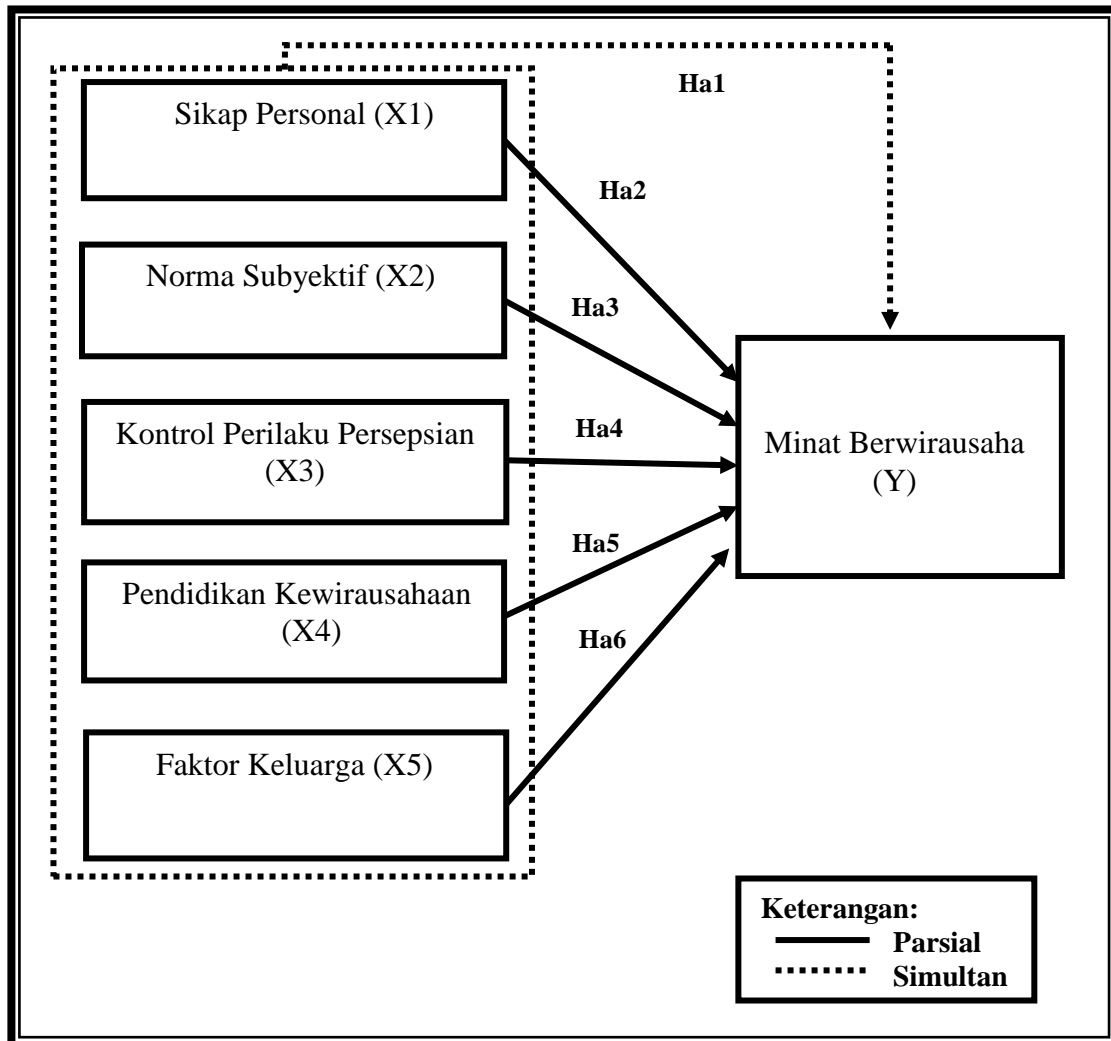 Ha1
Sikap Personal (X1)
Ha2
Norma Subyektif (X2)
Ha3
Kontrol Perilaku Persepsian
(X3)
Ha4
Minat Berwirausaha
(Y)
Pendidikan Kewirausahaan
(X4)
Ha5
Ha6
Faktor Keluarga (X5)
Keterangan:
Parsial
Simultan